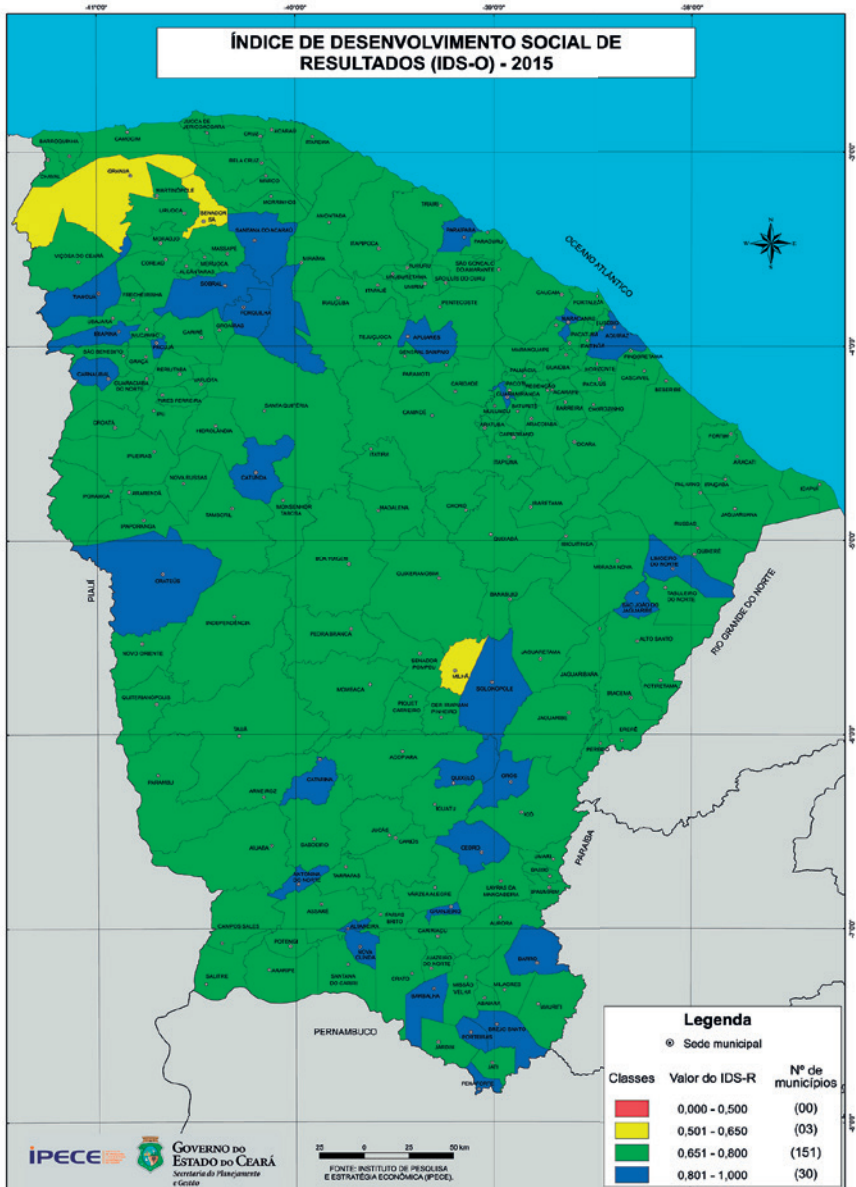 ÍNDICE DE DESENVOLVIMENTO SOCIAL DE
RESULTADOS (IDS-O) - 2015
OCEANO ATLÂNTICO
PIAUÍ
RIO GRANDE DO NORTE
PARAÍBA
PERNAMBUCO
N
S
BARROQUINHA
CAMOCIM
CRUZ
ACARAÚ
ITAREMA
BELA CRUZ
MARCO
MORRINHOS
CHAVAL
GRANJA
MARTINÓPOLE
URUOCA
SENADOR
SÁ
SANTANA DO ACARAÚ
AMONTADA
TRAIRI
PARAIPABA
PARACURU
VIÇOSA DO CEARÁ
MORAÚJO
MASSAPÊ
COREAÚ
MERUOCA
ALCÂNTARAS
MIRAÍMA
ITAPIPOCA
TURURU
SÃO GONÇALO
DO AMARANTE
TIANGUÁ
FRECHEIRINHA
SOBRAL
FORQUILHA
IRAUÇUBA
ITAPAJÉ
PENTECOSTE
CAUCAIA
FORTALEZA
UBAJARA
IBIAPINA
MUCAMBO
PACUJÁ
CARIRÉ
GROAÍRAS
SÃO BENEDITO
GRAÇA
TEJUÇUOCA
APUIARÉS
GENERAL SAMPAIO
MARACANAÚ
EUSÉBIO
AQUIRAZ
PACATUBA
MARANGUAPE
GUAIÚBA
HORIZONTE
PINDORETAMA
CASCAVEL
BEBERIBE
CARNAUBAL
GUARACIABA
DO NORTE
RERIUTABA
VARJOTA
PIRES FERREIRA
IPU
SANTA QUITÉRIA
PARAMOTI
CARIDADE
CANINDÉ
PALMÁCIA
PACOTI
REDENÇÃO
ACARAPE
PACAJUS
GUARAMIRANGA
MULUNGU
BATURITÉ
BARREIRA
CHOROZINHO
ARATUBA
ARACOIABA
CAPISTRANO
OCARA
ITAPIÚNA
CROATÁ
HIDROLÂNDIA
IPUEIRAS
NOVA RUSSAS
CATUNDA
ITATIRA
FORTIM
ARACATI
ICAPUÍ
PORANGA
ARARENDÁ
IPAPORANGA
TAMBORIL
MONSENHOR
TABOSA
MADALENA
CHORÓ
IBARETAMA
PALHANO
ITAIÇABA
JAGUARUANA
RUSSAS
QUIXADÁ
IBICUITINGA
QUIXERÉ
CRATEÚS
BOA VIAGEM
QUIXERAMOBIM
MORADA NOVA
LIMOEIRO
DO NORTE
TABULEIRO
DO NORTE
SÃO JOÃO DO
JAGUARIBE
BANABUIÚ
INDEPENDÊNCIA
NOVO ORIENTE
PEDRA BRANCA
SENADOR
POMPEU
MILHÃ
SOLONÓPOLE
JAGUARETAMA
ALTO SANTO
JAGUARIBARA
POTIRETAMA
IRACEMA
QUITERIANÓPOLIS
MOMBAÇA
PIQUET
CARNEIRO
DEP. IRAPUAN
PINHEIRO
JAGUARIBE
ERERÊ
PEREIRO
TAUÁ
PARAMBU
ACOPIARA
CATARINA
ARNEIROZ
QUIXELÔ
ORÓS
IGUATU
ICÓ
AIUABA
SABOEIRO
JUCÁS
CARIÚS
CEDRO
UMARI
BAIXIO
IPAUMIRIM
ANTONINA
DO NORTE
TARRAFAS
VÁRZEA ALEGRE
LAVRAS DA
MANGABEIRA
ASSARÉ
FARIAS
BRITO
GRANJEIRO
CARIRIAÇU
AURORA
CAMPOS SALES
POTENGI
ALTANEIRA
NOVA
OLINDA
SALITRE
ARARIPE
SANTANA
DO CARIRI
CRATO
JUAZEIRO
DO NORTE
BARRO
BARBALHA
MISSÃO
VELHA
MILAGRES
ABAIARA
MAURITI
BREJO SANTO
PORTEIRAS
JARDIM
JATI
PENAFORTE
Legenda
Sede municipal
Classes Valor do IDS-R Nº de
municípios
0,000 - 0,500 (00)
0,501 - 0,650 (03)
0,651 - 0,800 (151)
0,801 - 1,000 (30)
IPECE
GOVERNO DO
ESTADO DO CEARÁ
Secretaria do Planejamento
e Gestão
25 0 25 50 km
FONTE: INSTITUTO DE PESQUISA
E ESTRATÉGIA ECONÔMICA (IPECE).